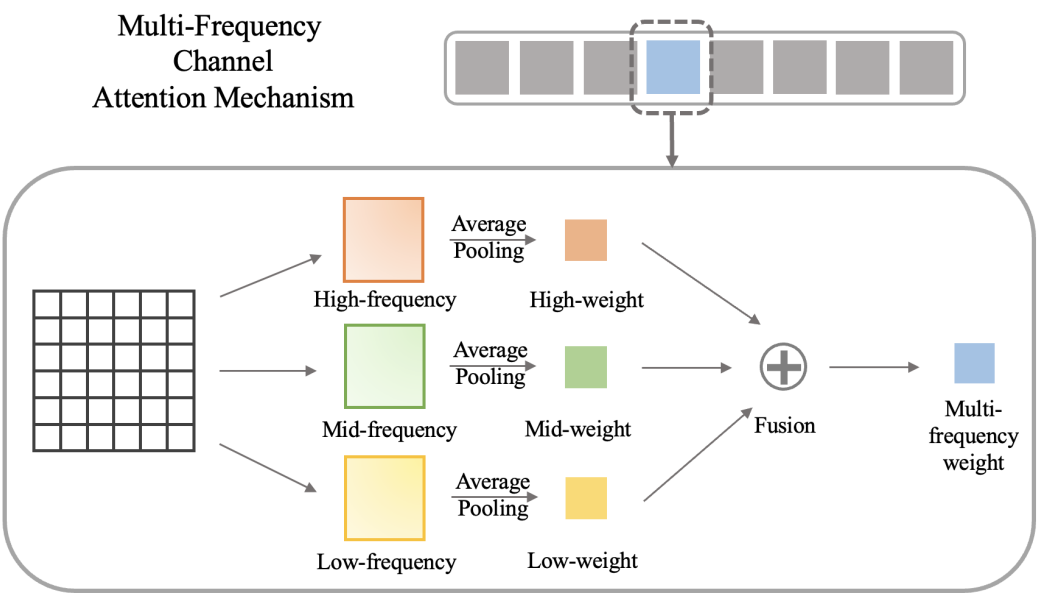 Multi-Frequency
Channel
Attention Mechanism
Average
Pooling
High-frequency
High-weight
Average
Pooling
Mid-frequency
Mid-weight
Fusion
Multi-
frequency
weight
Average
Pooling
Low-frequency
Low-weight